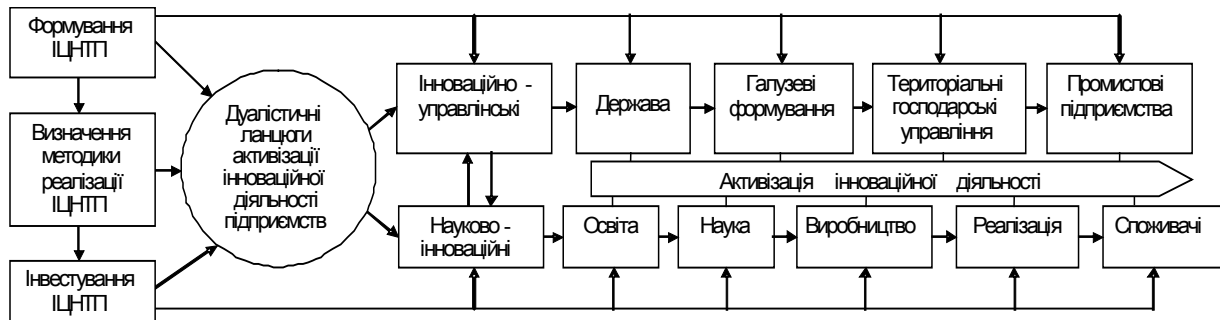 Формування
ІЦНТП
Визначення
методики
реалізації
ІЦНТП
Інвестування
ІЦНТП
Дуалістичні
ланцюги
активізації
інноваційної
діяльності
підприємств
Інноваційно -
управлінські
Держава
Галузеві
формування
Територіальні
господарські
управління
Промислові
підприємства
Активизація інноваційної діяльності
Науково -
інноваційні
Освіта
Наука
Виробництво
Реалізація
Споживачі